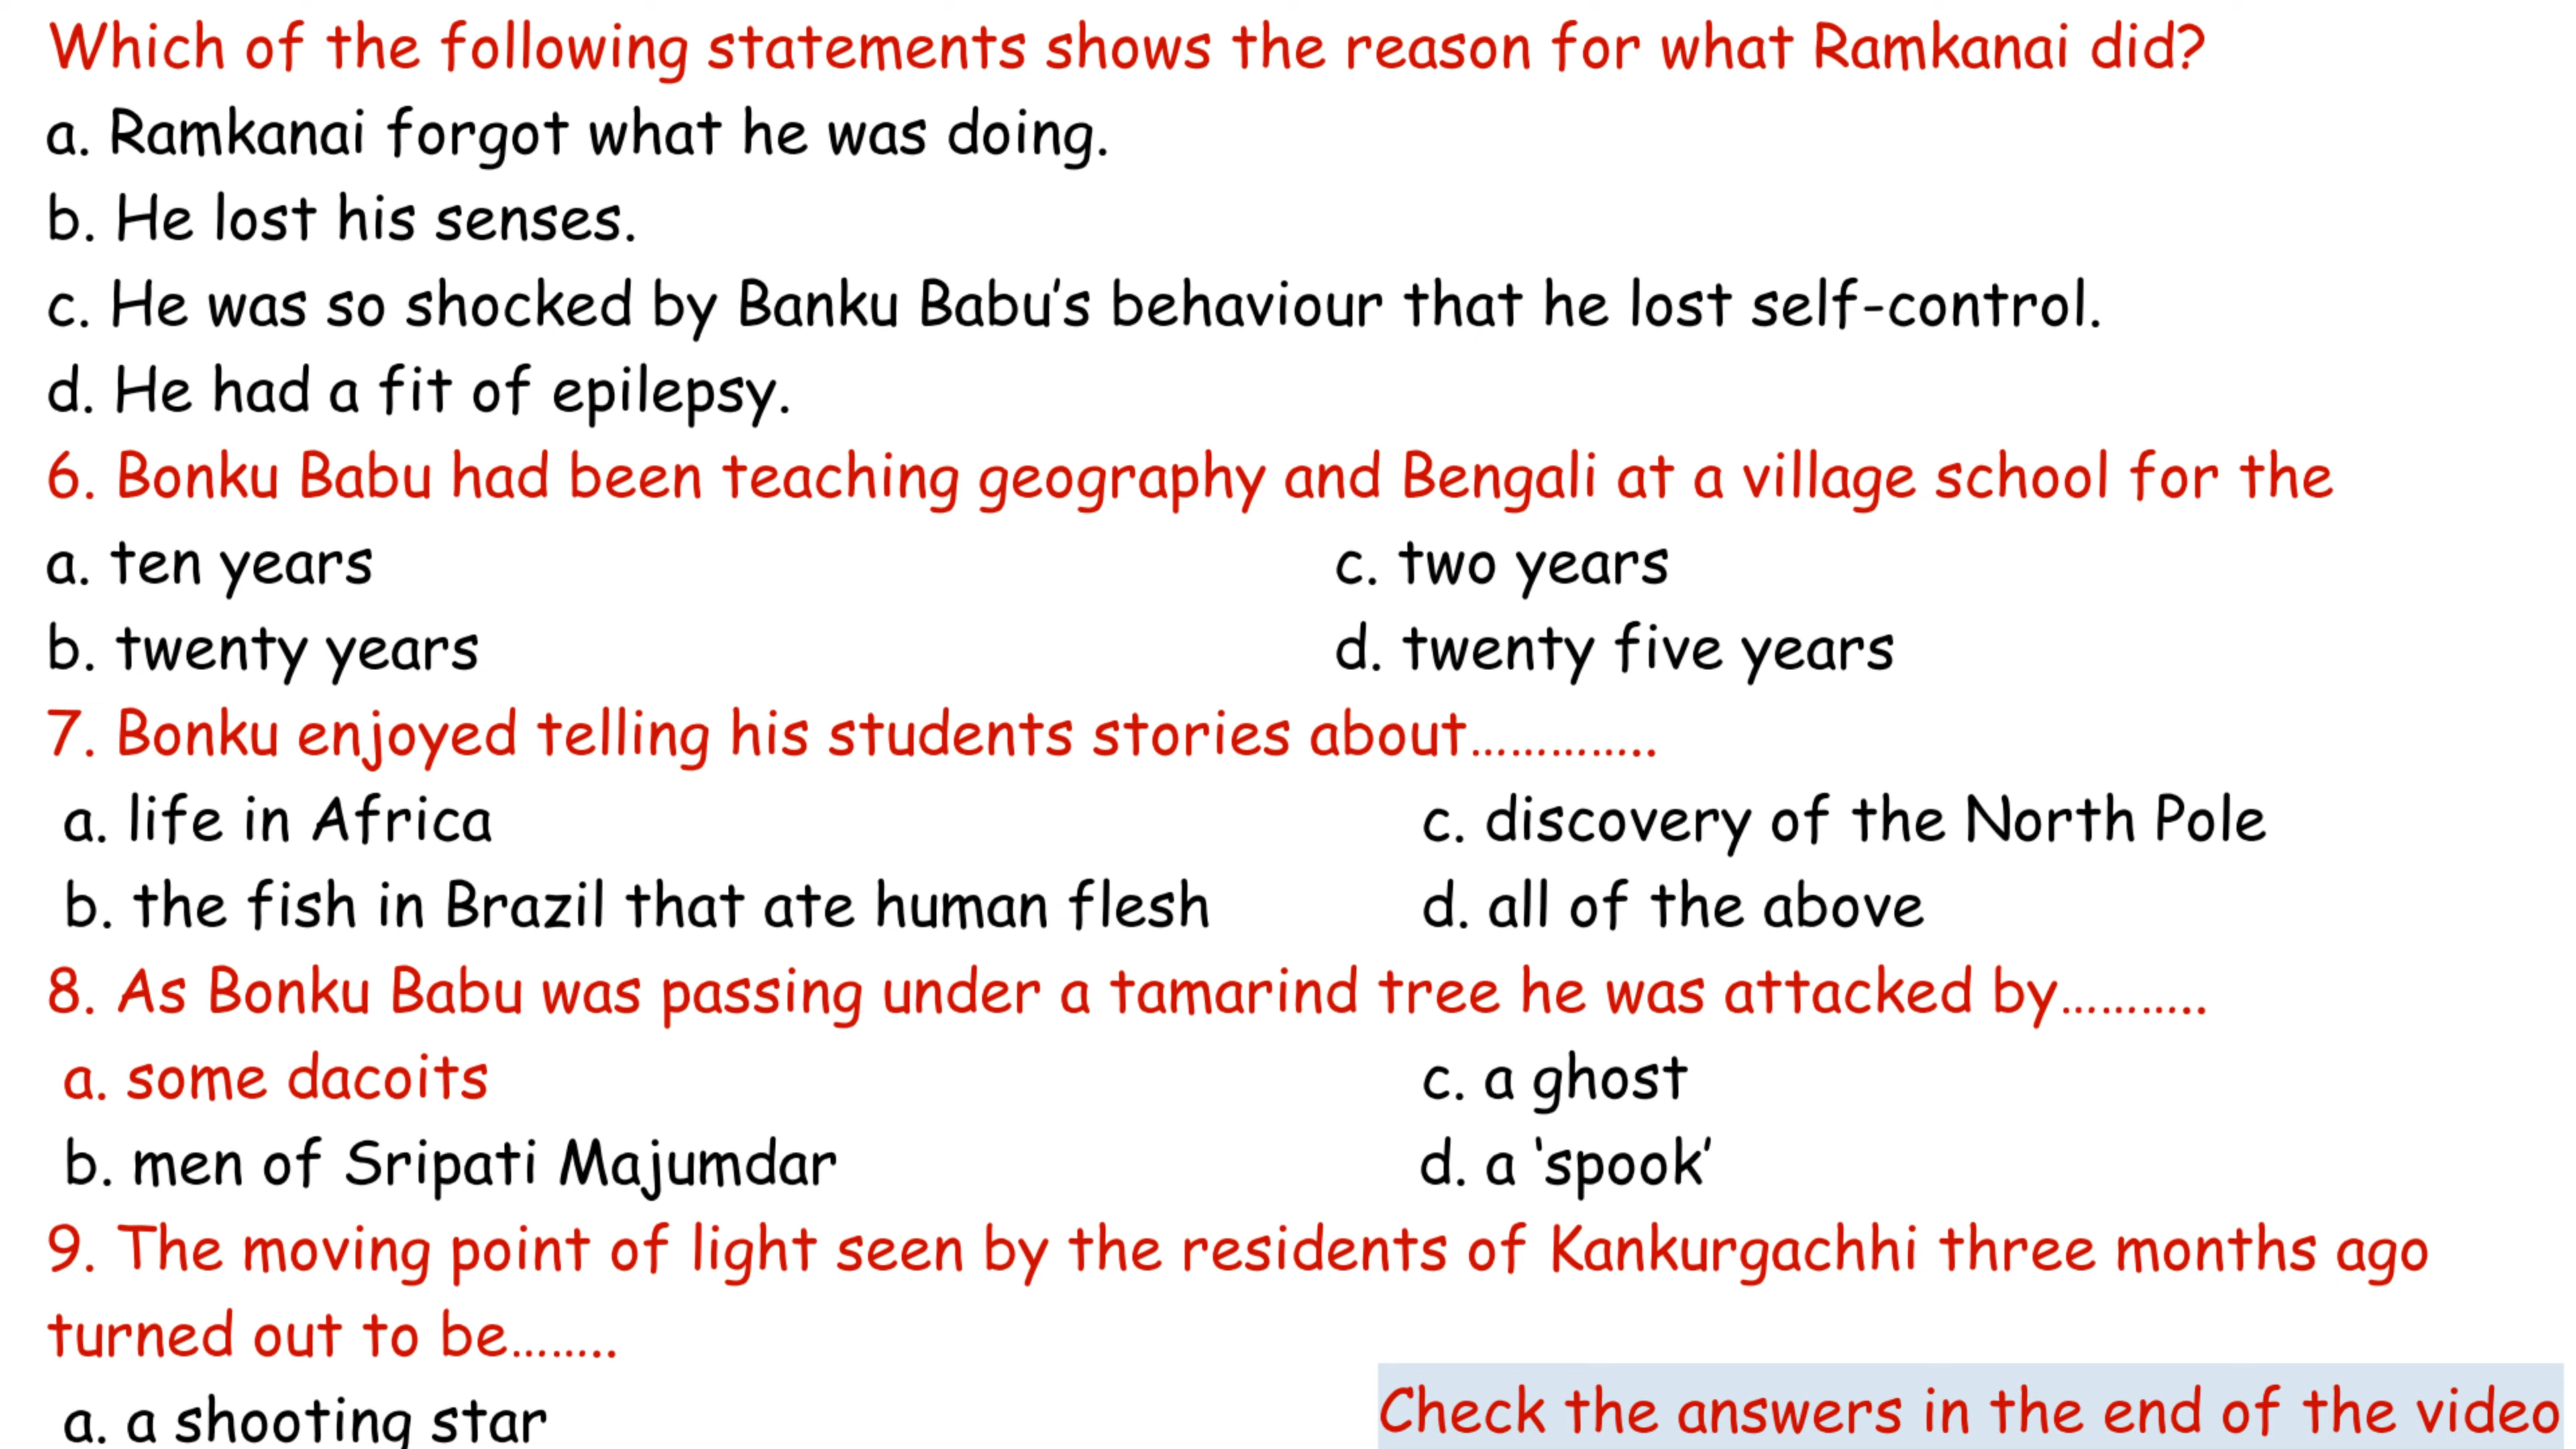 Which of the following statements shows the reason for what Ramkanai did?
a. Ramkanai forgot what he was doing.
b. He lost his senses.
c. He was so shocked by Banku Babu's behaviour that he lost self-control.
d. He had a fit of epilepsy.
6. Bonku Babu had been teaching geography and Bengali at a village school for the
a. ten years c. two years
b. twenty years d. twenty five years
7. Bonku enjoyed telling his students stories about…………..
a. life in Africa c. discovery of the North Pole
b. the fish in Brazil that ate human flesh d. all of the above
8. As Bonku Babu was passing under a tamarind tree he was attacked by………..
a. some dacoits c. a ghost
b. men of Sripati Majumdar d. a ‘spook’
9. The moving point of light seen by the residents of Kankurgachhi three months ago
turned out to be……..
a. a shooting star
Check the answers in the end of the video